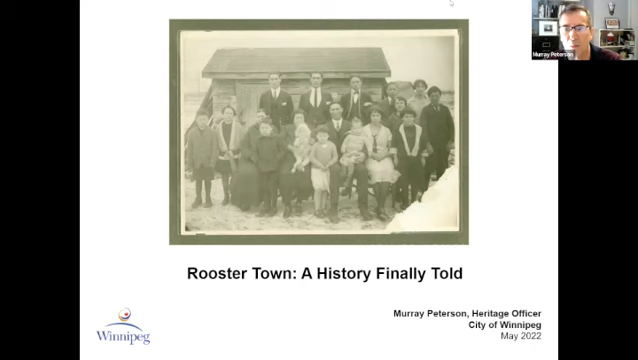 Murray Peterson
Rooster Town: A History Finally Told
Murray Peterson, Heritage Officer
City of Winnipeg
May 2022
Winnipeg